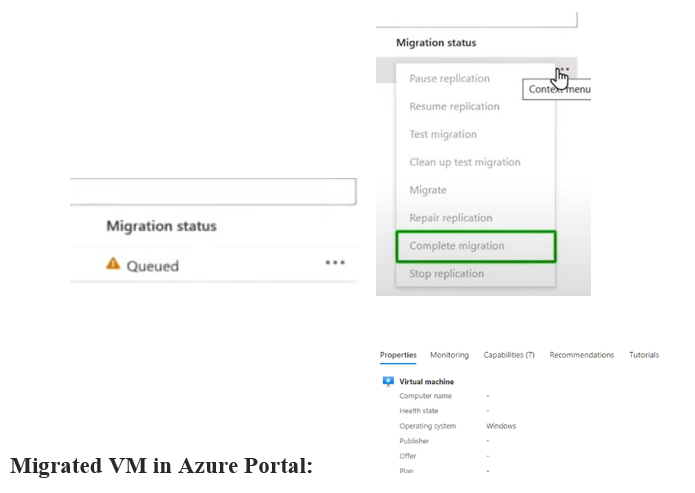 Migration status
Queued
Migration status
Context menu
Pause replication
Resume replication
Test migration
Clean up test migration
Migrate
Repair replication
Complete migration
Stop replication
Properties Monitoring Capabilities (7) Recommendations Tutorials
Virtual machine
Computer name -
Health state -
Operating system Windows
Publisher -
Offer -
Plan -
Migrated VM in Azure Portal: